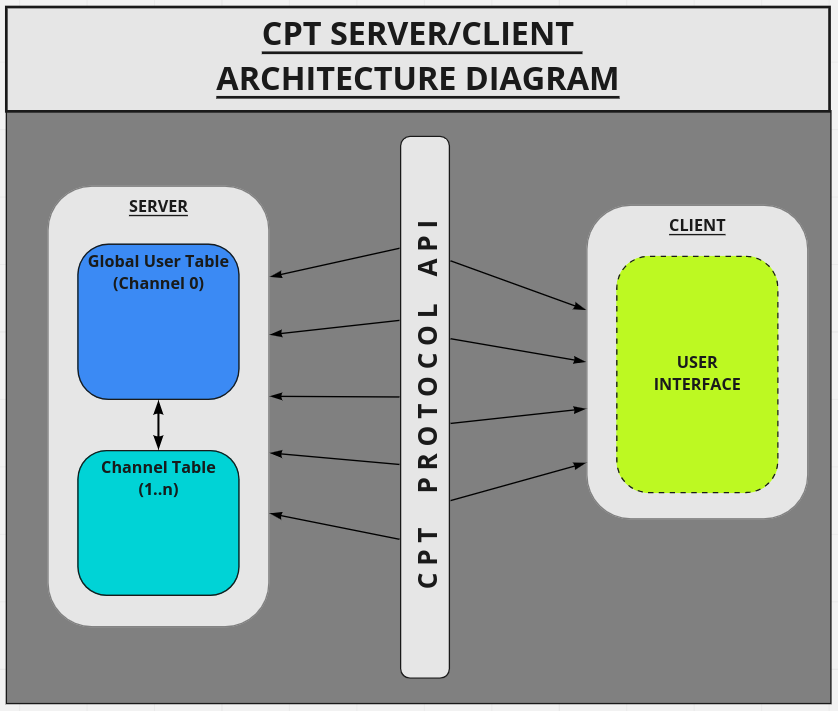 CPT SERVER/CLIENT
ARCHITECTURE DIAGRAM
SERVER
Global User Table
(Channel 0)
Channel Table
(1..n)
CPT PROTOCOL API
CLIENT
USER
INTERFACE